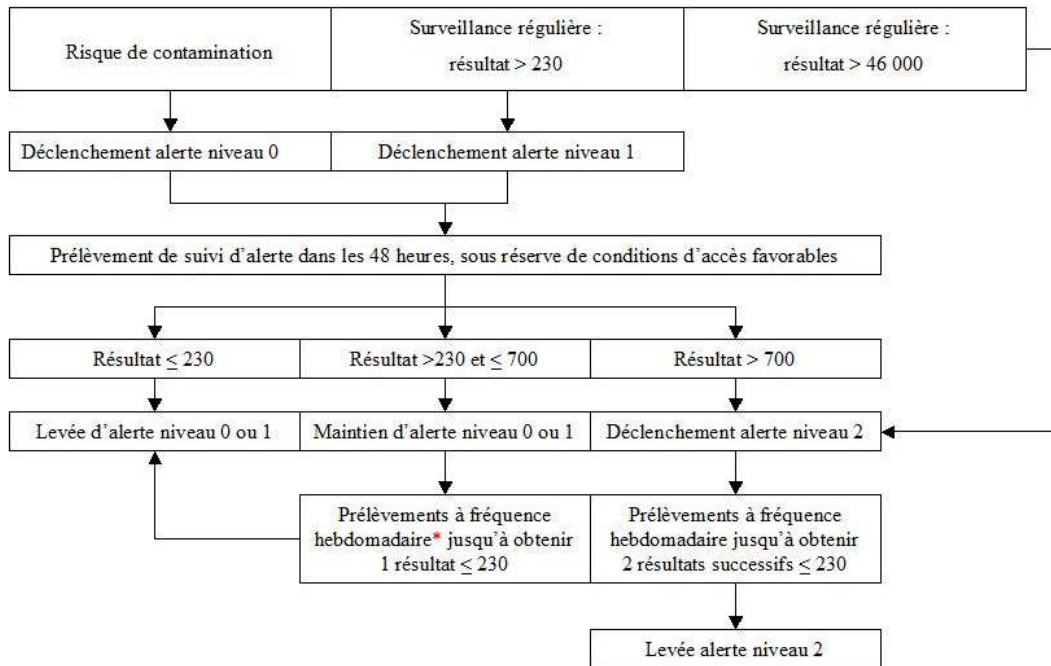 Risque de contamination
Surveillance régulière :
résultat > 230
Surveillance régulière :
résultat > 46 000
Déclenchement alerte niveau 0
Déclenchement alerte niveau 1
Prélèvement de suivi d’alerte dans les 48 heures, sous réserve de conditions d’accès favorables
Résultat ≤ 230
Résultat >230 et ≤ 700
Résultat > 700
Levée d’alerte niveau 0 ou 1
Maintien d’alerte niveau 0 ou 1
Déclenchement alerte niveau 2
Prélèvements à fréquence
hebdomadaire* jusqu’à obtenir
1 résultat ≤ 230
Prélèvements à fréquence
hebdomadaire jusqu’à obtenir
2 résultats successifs ≤ 230
Levée alerte niveau 2